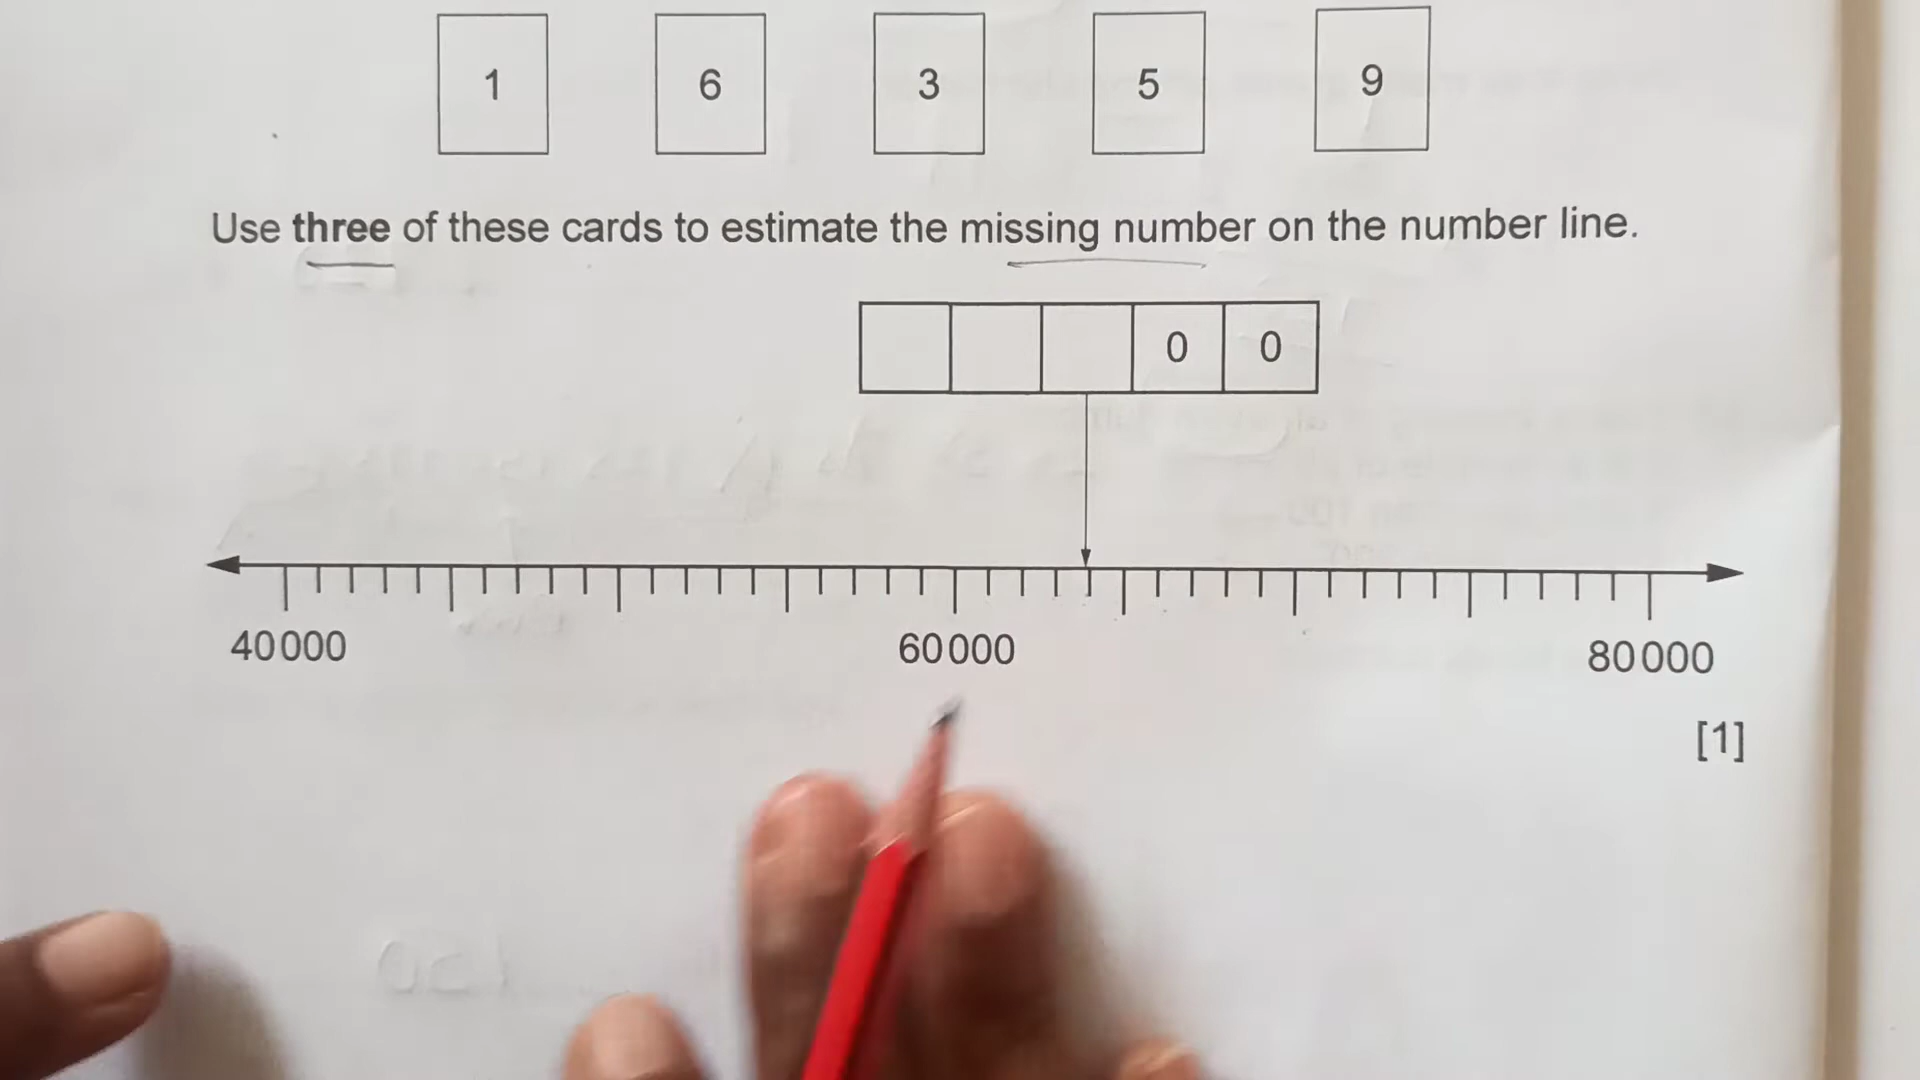 1 6 3 5 9
Use three of these cards to estimate the missing number on the number line.
0 0
40000 60000 80000
[1]